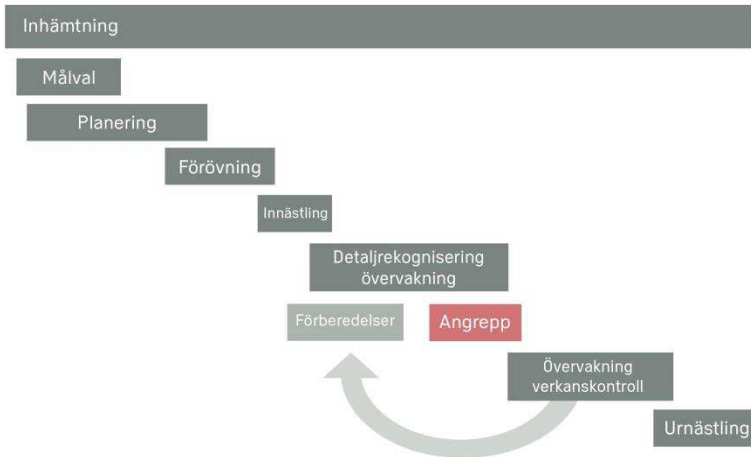 Inhämtning
Målval
Planering
Förövning
Innästling
Detaljrekognisering
övervakning
Förberedelser
Angrepp
Övervakning
verkanskontroll
Urnästling